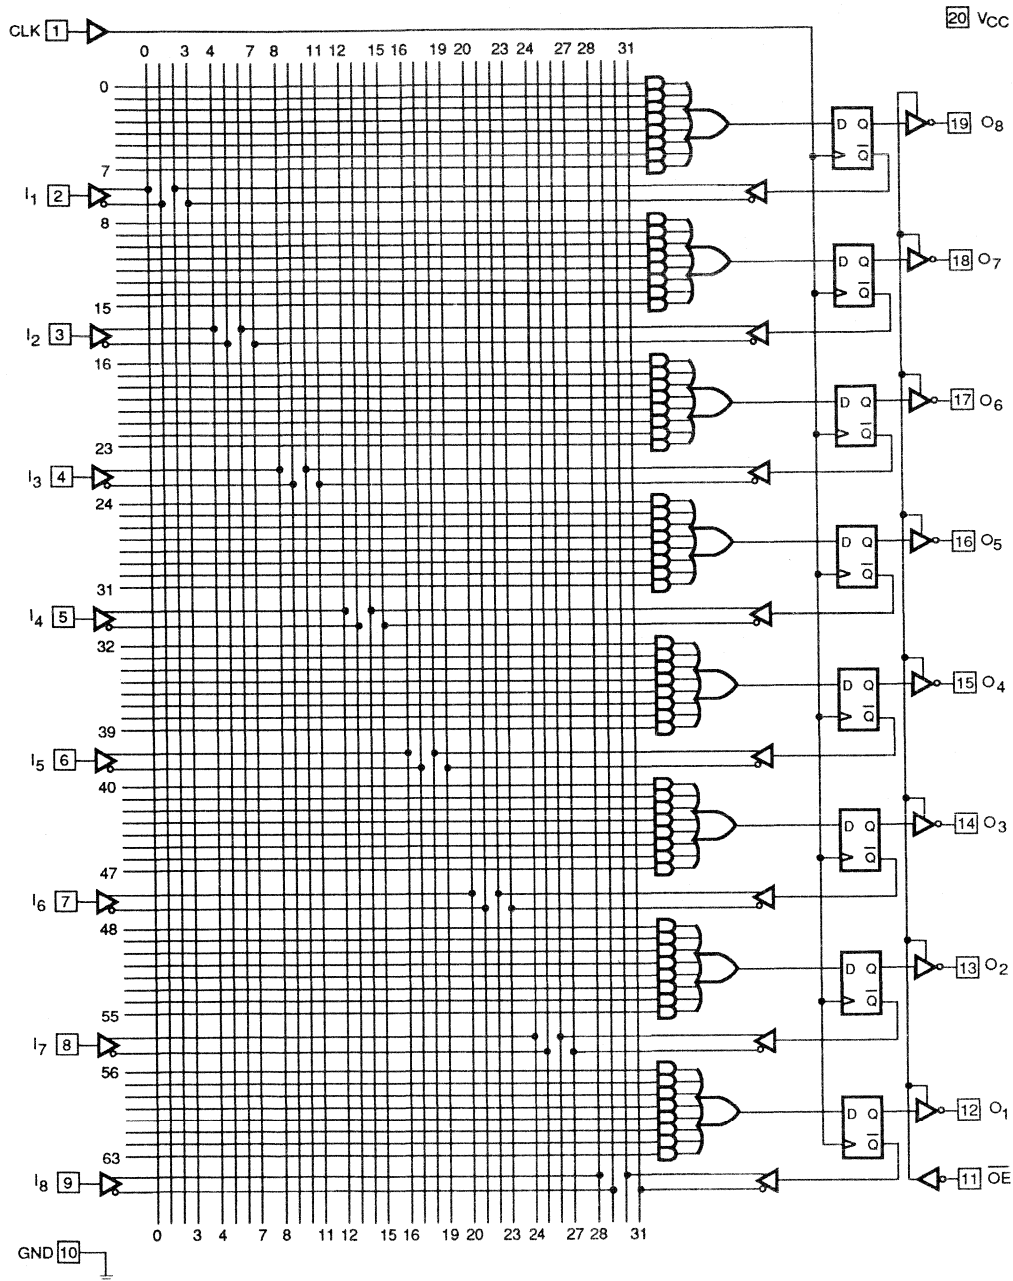 CLK 1
20 VCC
0 3 4 7 8 11 12 15 16 19 20 23 24 27 28 31
0
D Q
Q̅
19 O8
7
I1 2
8
D Q
Q̅
18 O7
15
I2 3
16
D Q
Q̅
17 O6
23
I3 4
24
D Q
Q̅
16 O5
31
I4 5
32
D Q
Q̅
15 O4
39
I5 6
40
D Q
Q̅
14 O3
47
I6 7
48
D Q
Q̅
13 O2
55
I7 8
56
D Q
Q̅
12 O1
63
I8 9
11 O̅E̅
0 3 4 7 8 11 12 15 16 19 20 23 24 27 28 31
GND 10